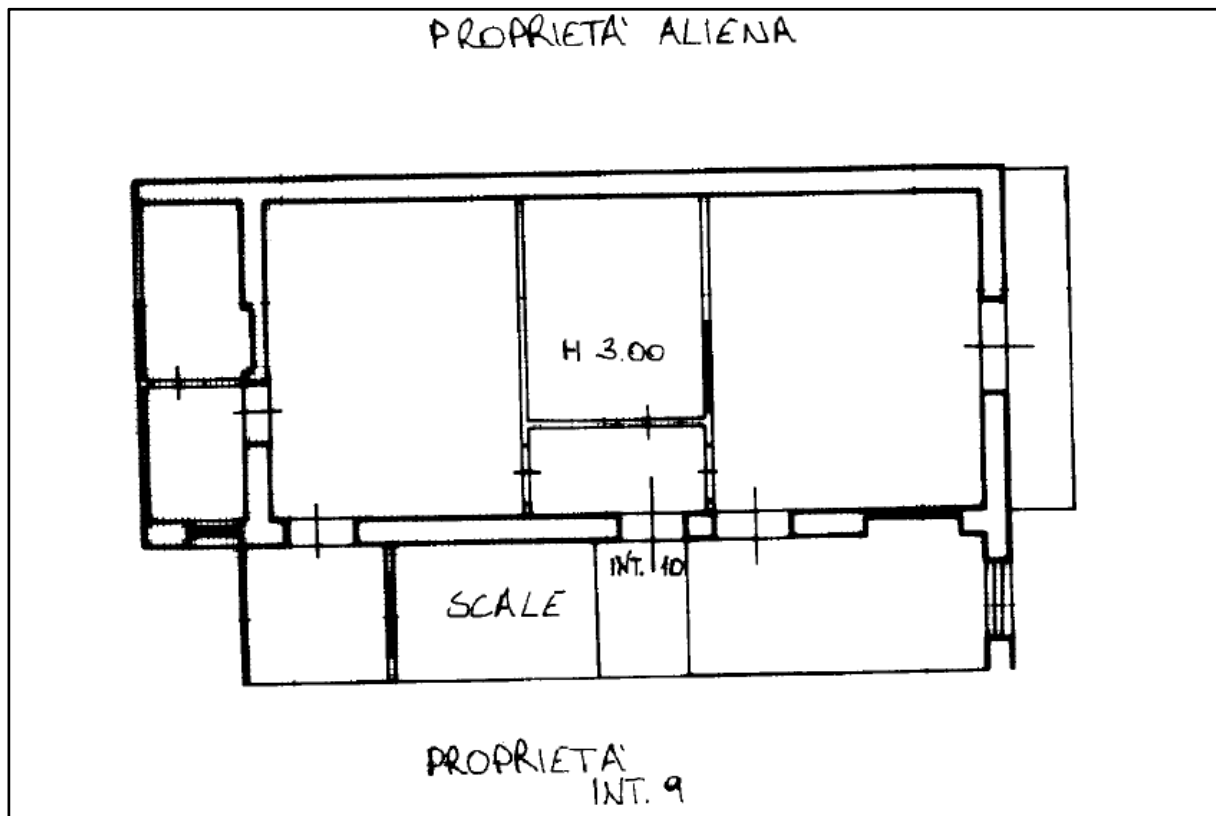 PROPRIETA' ALIENA
H 3.00
INT. 10
SCALE
PROPRIETA'
INT. 9